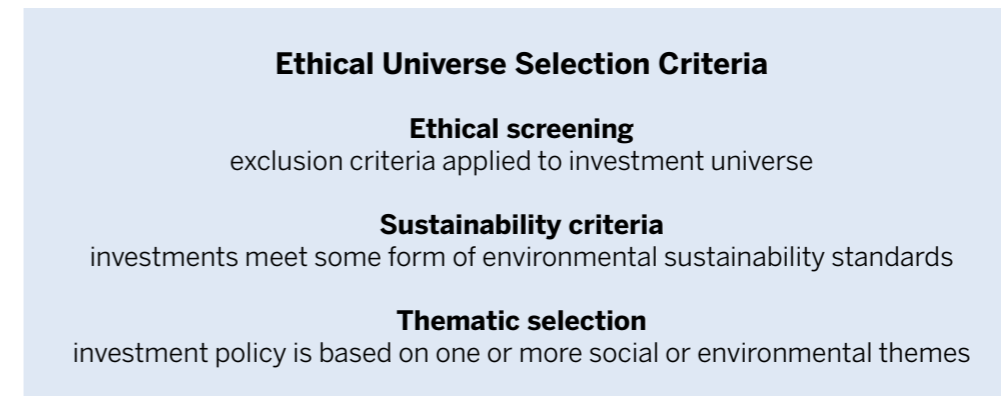 Ethical Universe Selection Criteria
Ethical screening
exclusion criteria applied to investment universe
Sustainability criteria
investments meet some form of environmental sustainability standards
Thematic selection
investment policy is based on one or more social or environmental themes